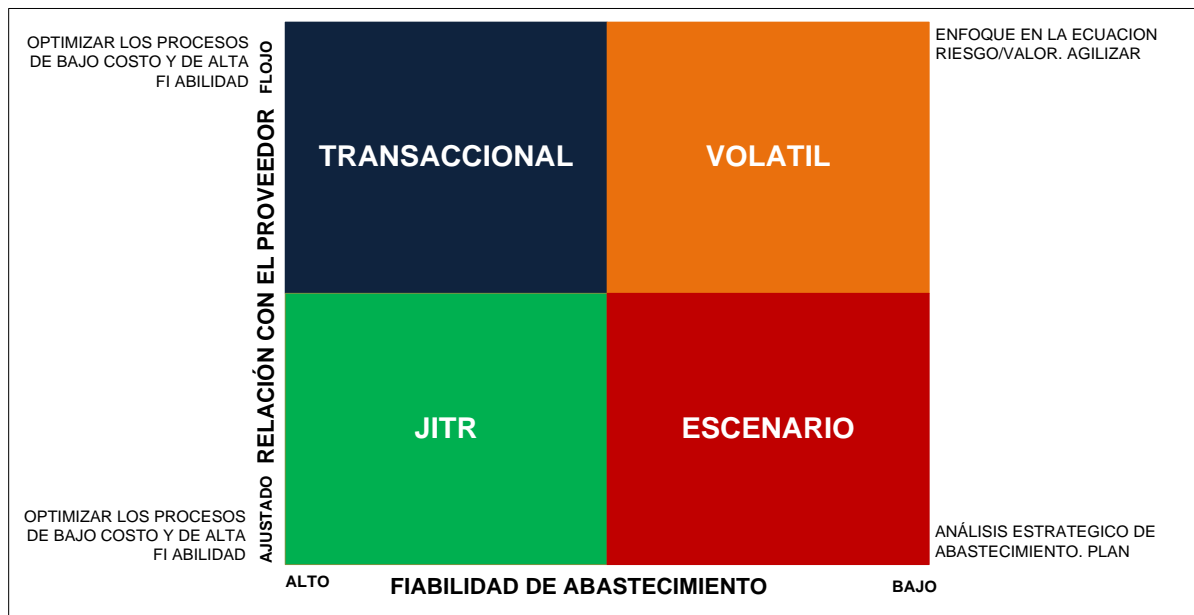 OPTIMIZAR LOS PROCESOS
DE BAJO COSTO Y DE ALTA
FI ABILIDAD
ENFOQUE EN LA ECUACION
RIESGO/VALOR. AGILIZAR
FLOJO
RELACIÓN CON EL PROVEEDOR
AJUSTADO
TRANSACCIONAL
VOLATIL
JITR
ESCENARIO
OPTIMIZAR LOS PROCESOS
DE BAJO COSTO Y DE ALTA
FI ABILIDAD
ANÁLISIS ESTRATEGICO DE
ABASTECIMIENTO. PLAN
ALTO
FIABILIDAD DE ABASTECIMIENTO
BAJO